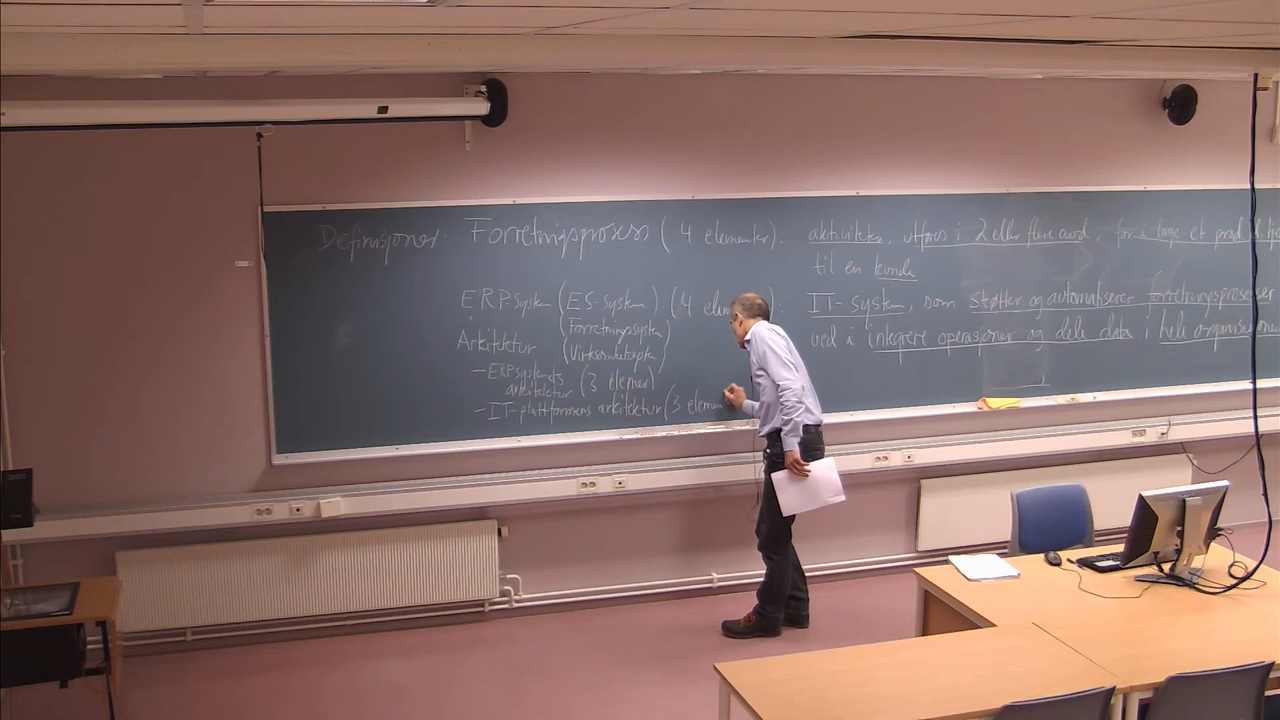 Definisjoner: Forretningsprosess (4 elementer): aktiviteter, utføres i 2 eller flere avd., for å lage et prod.
til en kunde
ERP-System (ES-system): (4 elem : IT-system, som støtter og automatiserer forretningsprosesser
(Forretningssystem)
Arkitektur (Virksomhetssystem) ved å integrere operasjoner og dele data i hele organisasjonen
- ERP systemets
arkitektur (3 elemer)
- IT-plattformens arkitektur (3 elemen